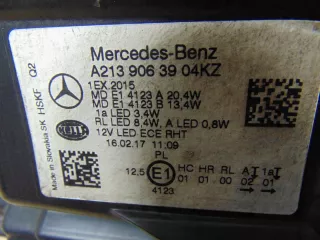 Mercedes-Benz
A213 906 39 04KZ
1EX.2015
MD E1 4123 A 20,4W
MD E1 4123 B 13,4W
1a LED 3,4W
RL LED 8,4W, A LED 0,8W
12V LED ECE RHT
16.02.17 11:09
PL
12,5 E1 HC HR RL A 1a
4123 01 01 00 02 01
Made in Slovakia SK HSKF Q2
HELLA